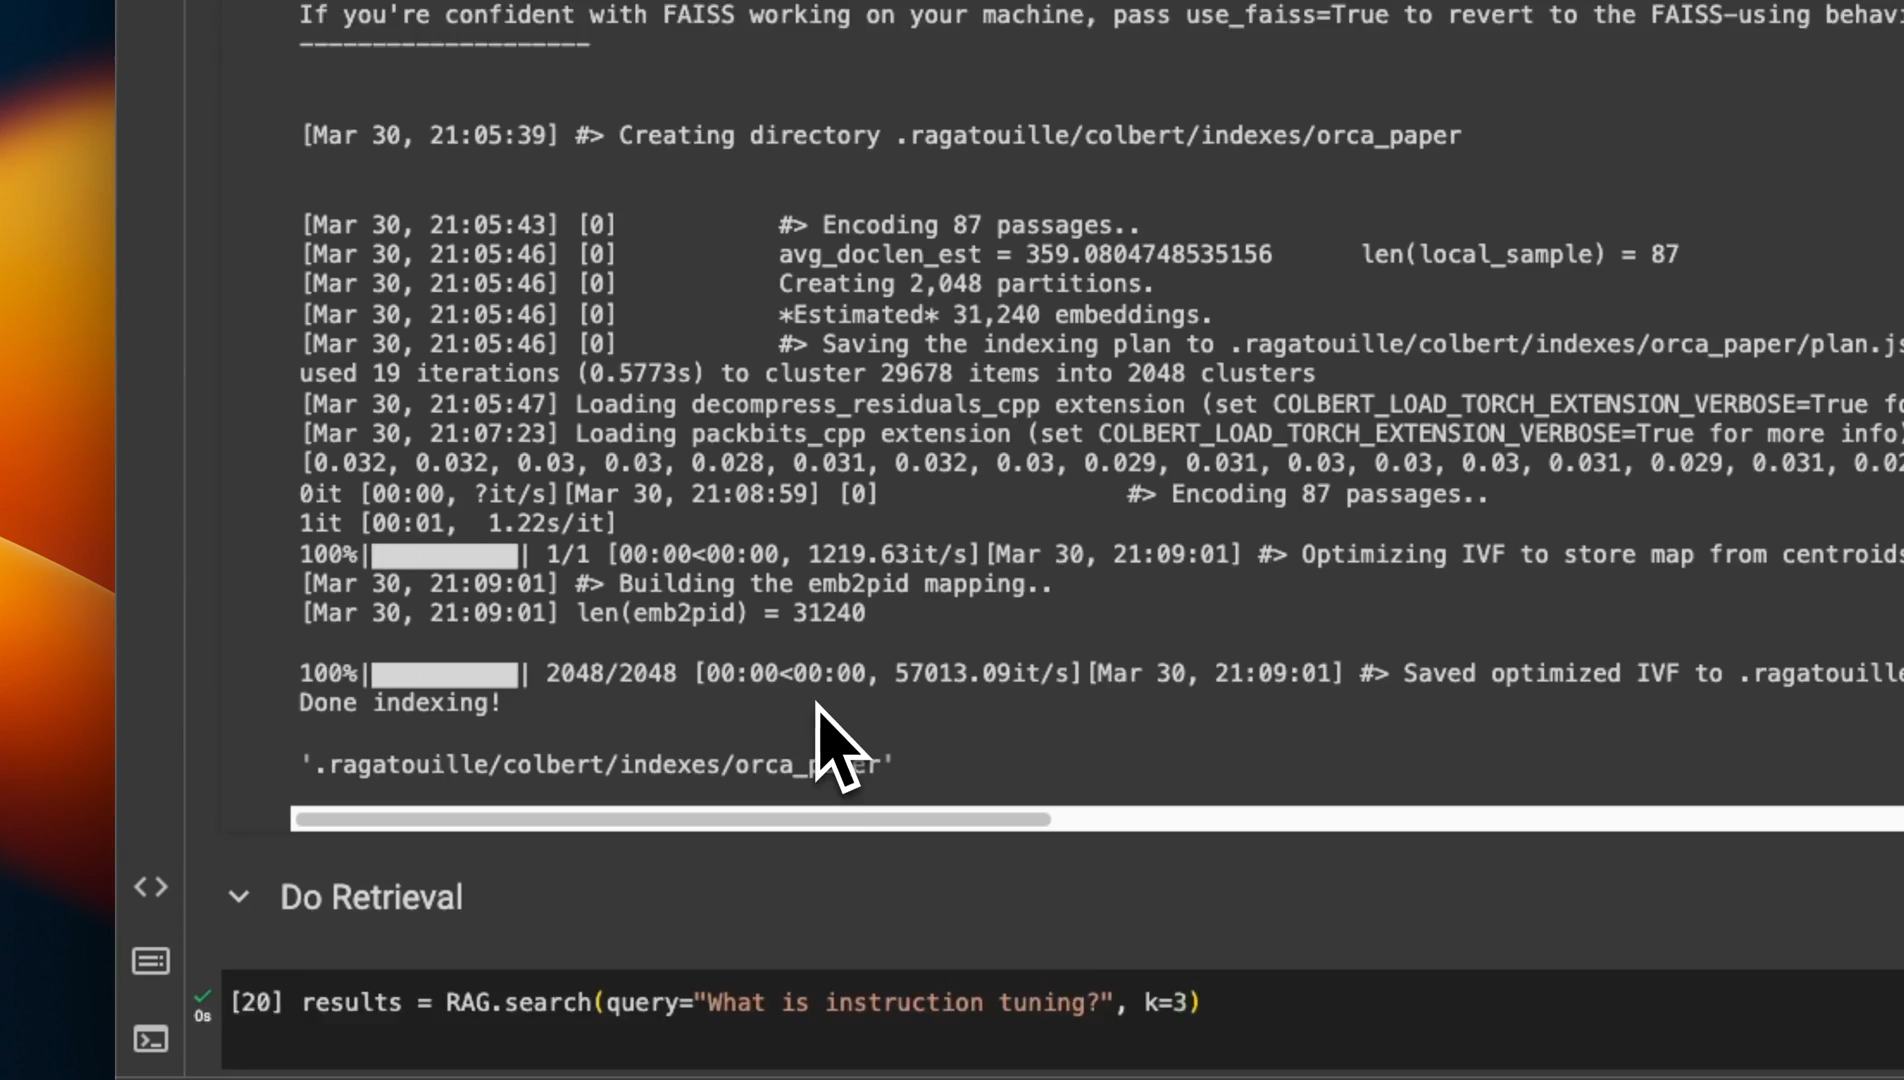 If you're confident with FAISS working on your machine, pass use_faiss=True to revert to the FAISS-using
--------------------
[Mar 30, 21:05:39] #> Creating directory .ragatouille/colbert/indexes/orca_paper
[Mar 30, 21:05:43] [0] #> Encoding 87 passages..
[Mar 30, 21:05:46] [0] avg_doclen_est = 359.0804748535156 len(local_sample) = 87
[Mar 30, 21:05:46] [0] Creating 2,048 partitions.
[Mar 30, 21:05:46] [0] *Estimated* 31,240 embeddings.
[Mar 30, 21:05:46] [0] #> Saving the indexing plan to .ragatouille/colbert/indexes/orca_paper/plan.js
used 19 iterations (0.5773s) to cluster 29678 items into 2048 clusters
[Mar 30, 21:05:47] Loading decompress_residuals_cpp extension (set COLBERT_LOAD_TORCH_EXTENSION_VERBOSE=True fo
[Mar 30, 21:07:23] Loading packbits_cpp extension (set COLBERT_LOAD_TORCH_EXTENSION_VERBOSE=True for more info)
[0.032, 0.032, 0.03, 0.03, 0.028, 0.031, 0.032, 0.03, 0.029, 0.031, 0.03, 0.03, 0.03, 0.031, 0.029, 0.031, 0.02
0it [00:00, ?it/s][Mar 30, 21:08:59] [0] #> Encoding 87 passages..
1it [00:01, 1.22s/it]
100%|██████████| 1/1 [00:00<00:00, 1219.63it/s][Mar 30, 21:09:01] #> Optimizing IVF to store map from centroids
[Mar 30, 21:09:01] #> Building the emb2pid mapping..
[Mar 30, 21:09:01] len(emb2pid) = 31240
100%|██████████| 2048/2048 [00:00<00:00, 57013.09it/s][Mar 30, 21:09:01] #> Saved optimized IVF to .ragatouille
Done indexing!
'.ragatouille/colbert/indexes/orca_paper'
Do Retrieval
[20] results = RAG.search(query="What is instruction tuning?", k=3)
0s